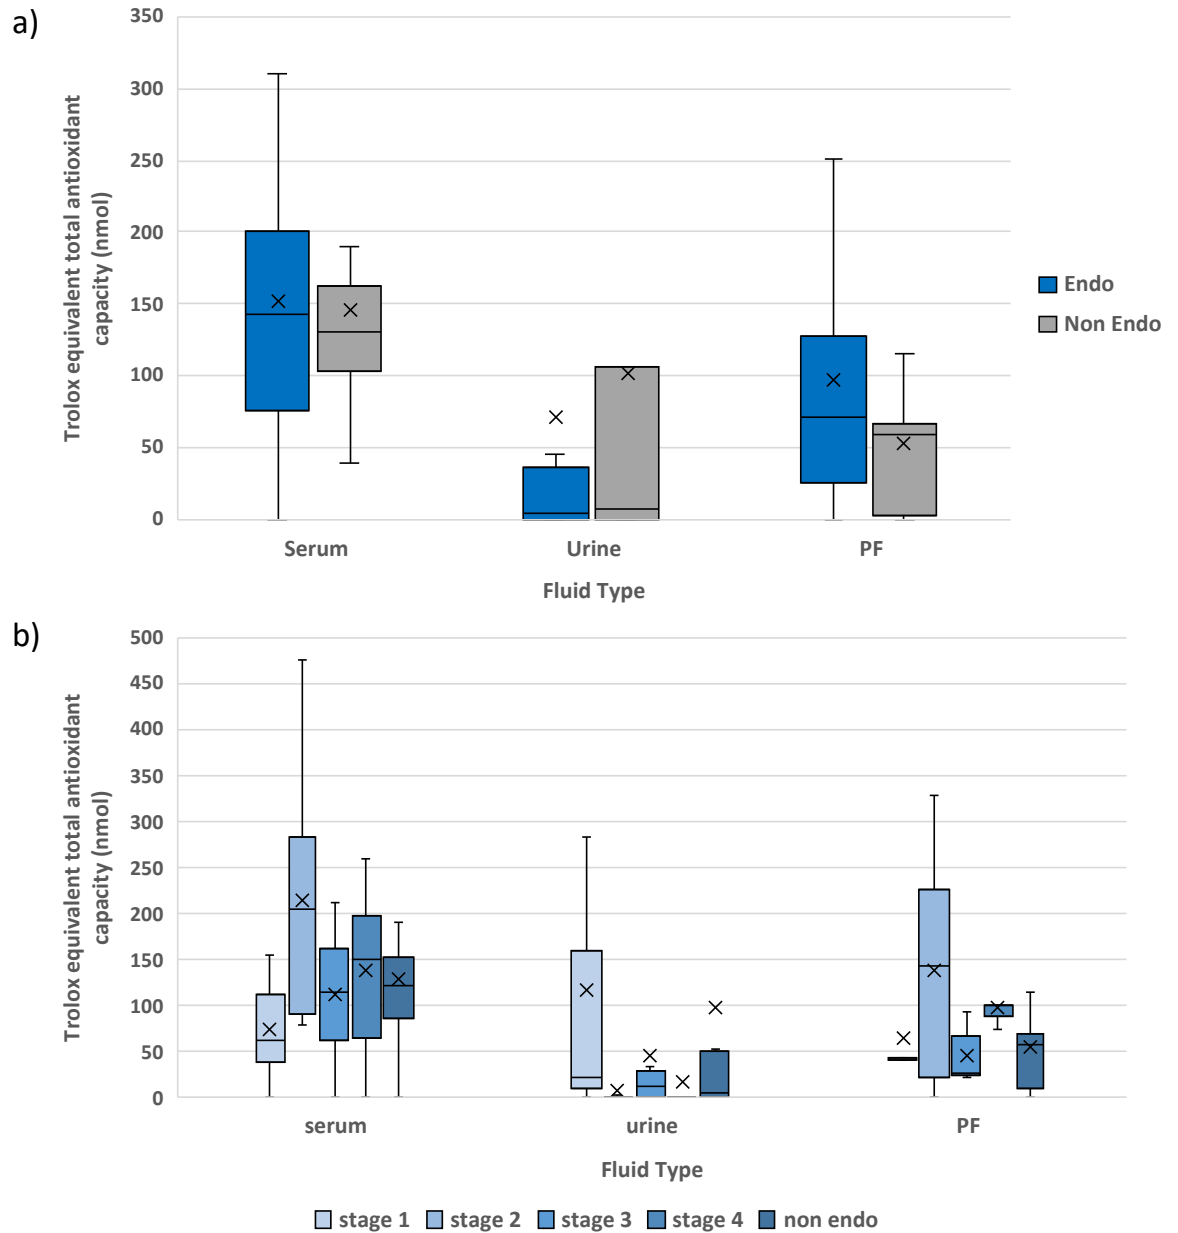 a)
350
300
250
200
150
100
50
0
Trolox equivalent total antioxidant
capacity (nmol)
Serum Urine PF
Fluid Type
Endo
Non Endo
b)
500
450
400
350
300
250
200
150
100
50
0
Trolox equivalent total antioxidant
capacity (nmol)
serum urine PF
Fluid Type
stage 1 stage 2 stage 3 stage 4 non endo